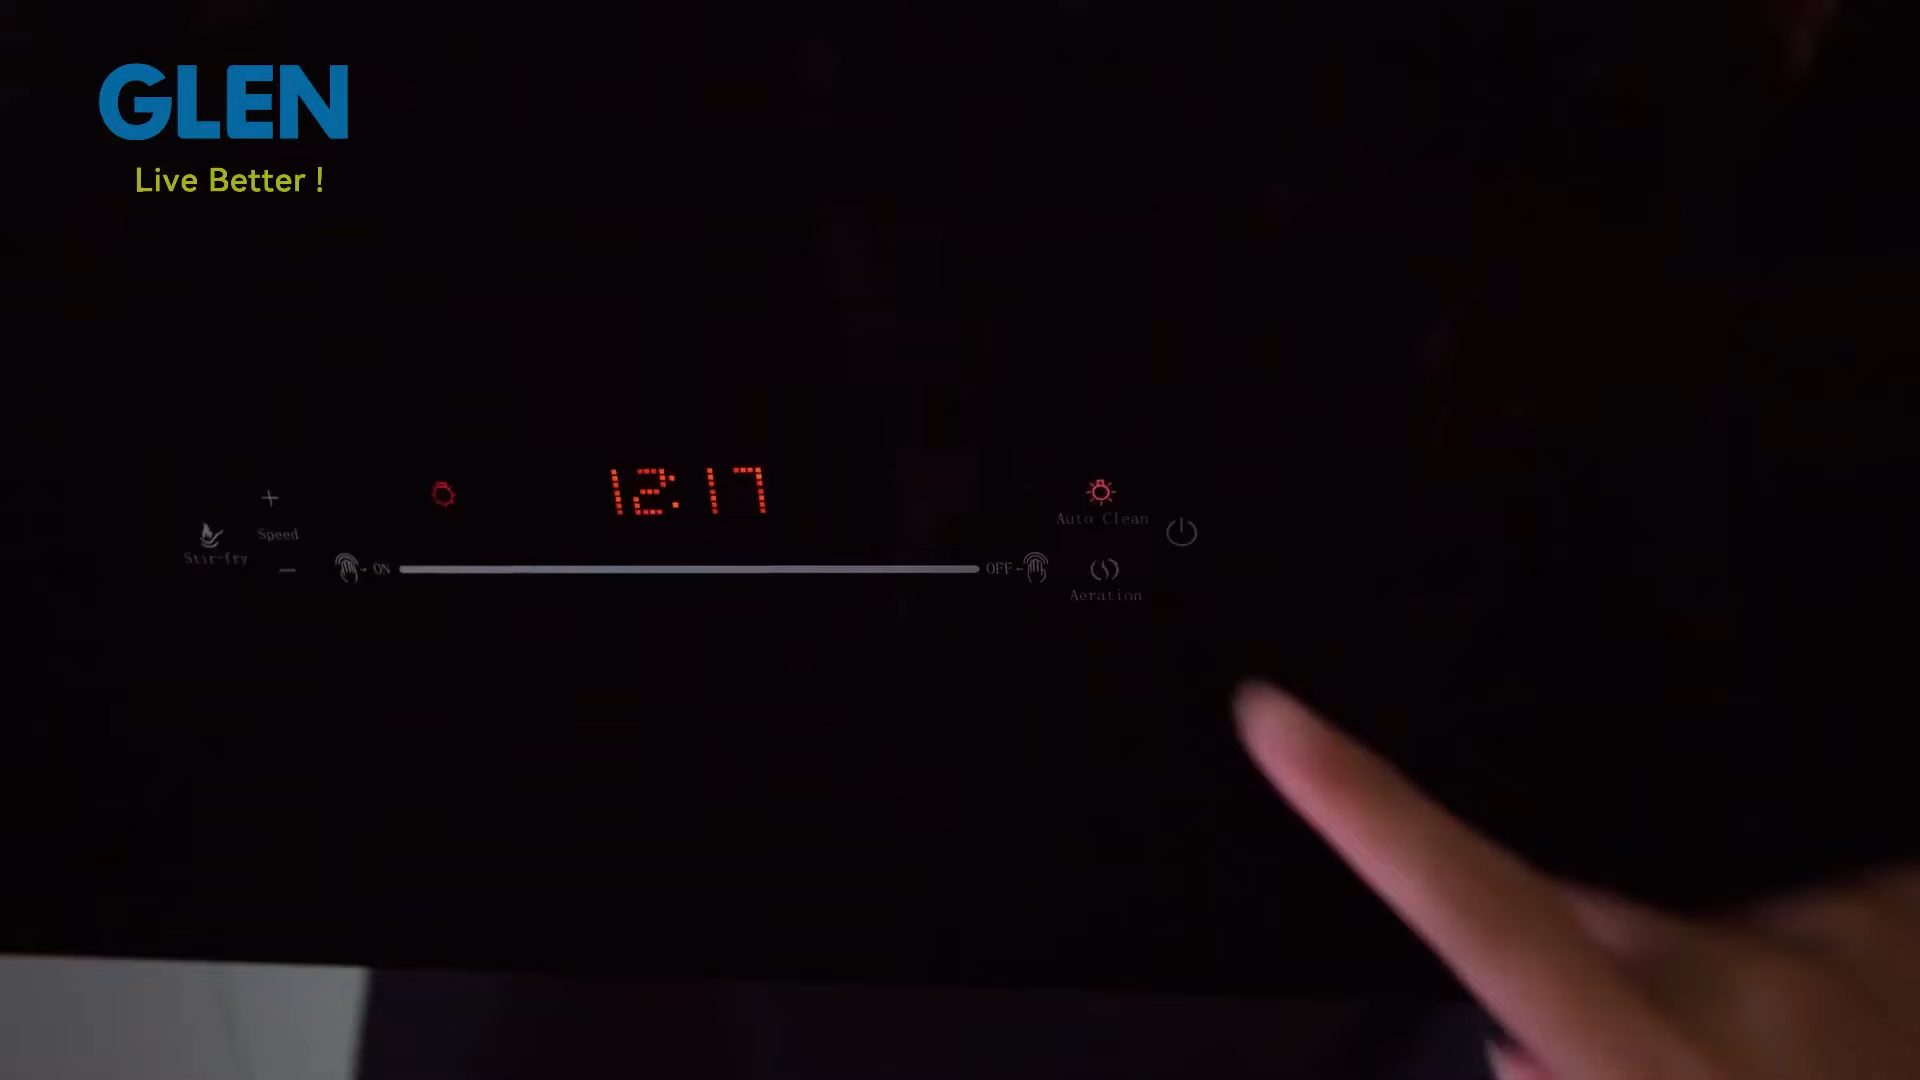 GLEN
Live Better !
12:17
+
Speed
Stir-fry
−
ON
OFF
Auto Clean
Aeration